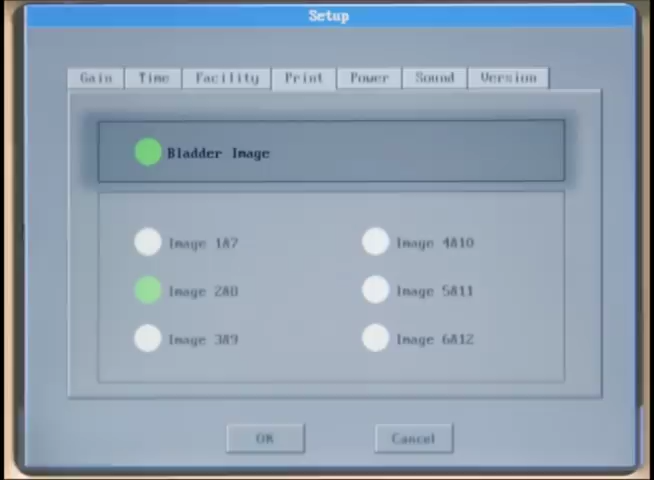 Setup
Gain Time Facility Print Power Sound Version
Bladder Image
Image 1&7 Image 4&10
Image 2&8 Image 5&11
Image 3&9 Image 6&12
OK Cancel